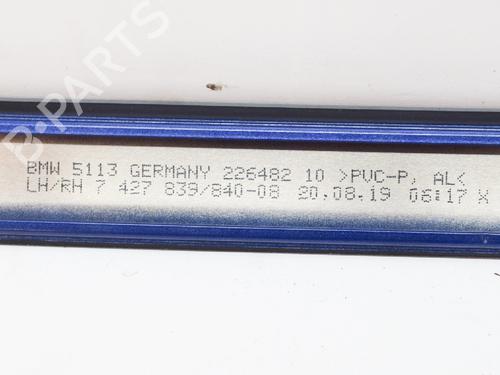 B-PARTS
BMW 5113 GERMANY 226482 10 >PVC-P, AL<
LH/RH 7 427 839/840-08 20.08.19 06:17 X